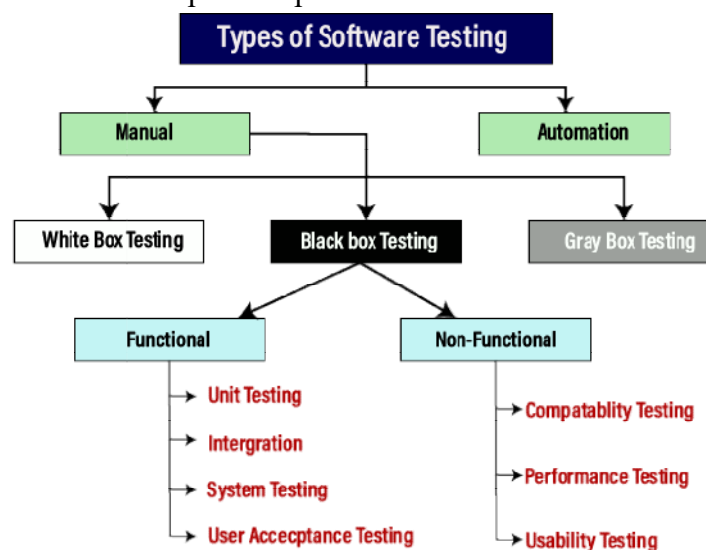 Types of Software Testing
Manual
Automation
White Box Testing
Black box Testing
Gray Box Testing
Functional
Non-Functional
Unit Testing
Intergration
System Testing
User Accecptance Testing
Compatablity Testing
Performance Testing
Usability Testing